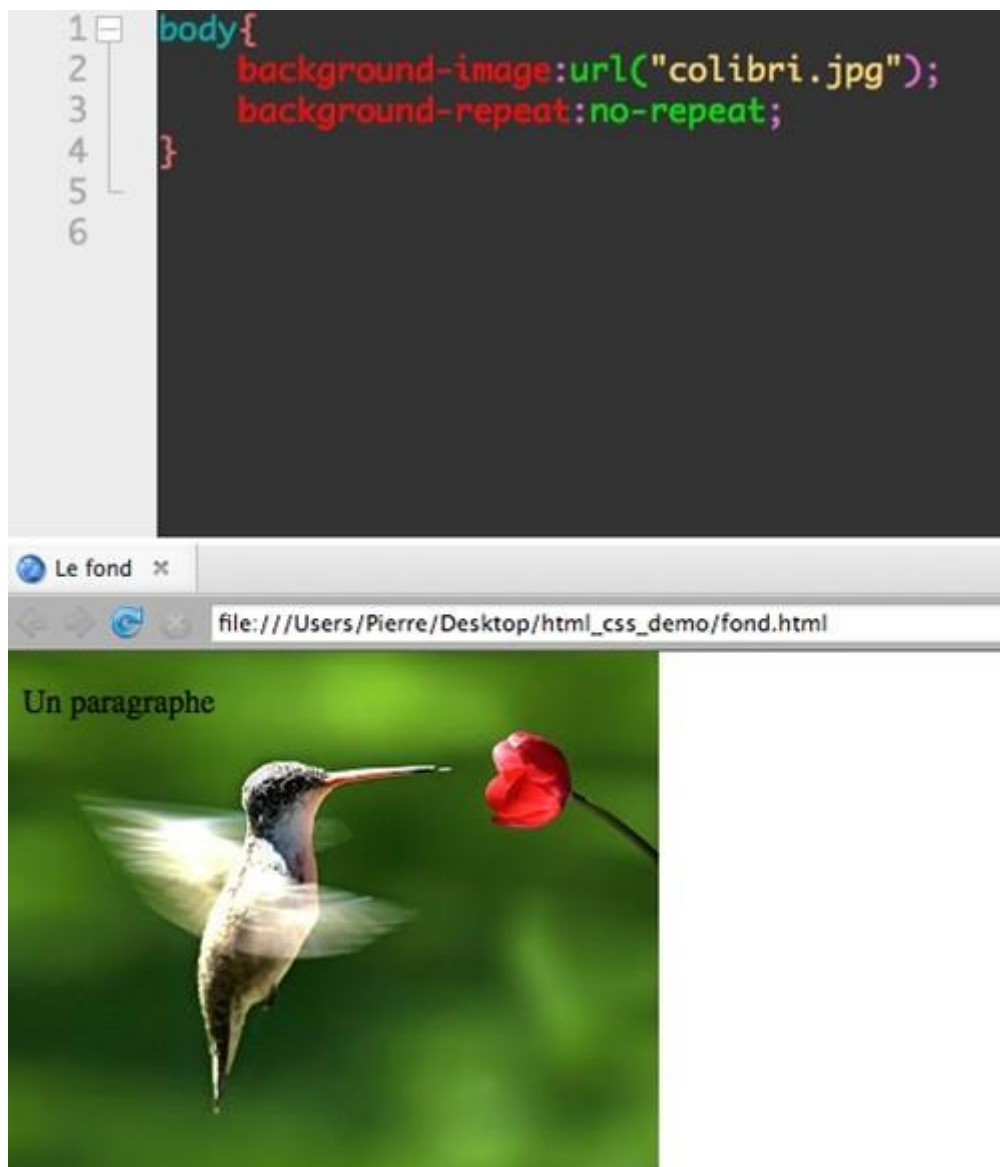 1 body{
2 background-image:url("colibri.jpg");
3 background-repeat:no-repeat;
4 }
5
6
Le fond
file:///Users/Pierre/Desktop/html_css_demo/fond.html
Un paragraphe